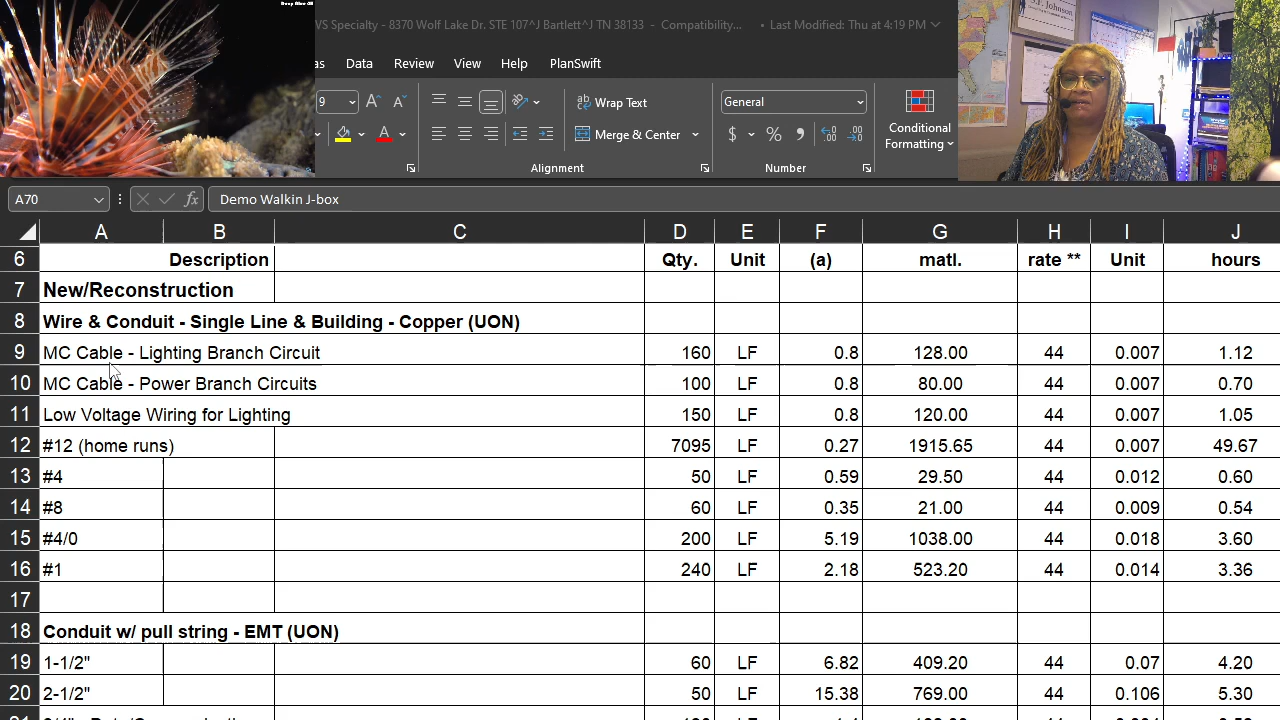 VS Specialty - 8370 Wolf Lake Dr. STE 107^J Bartlett^J TN 38133 - Compatibility... • Last Modified: Thu at 4:19 PM
as Data Review View Help PlanSwift
9 A A ab Wrap Text General
A Merge & Center $ % , Conditional Formatting
Alignment Number
A70 fx Demo Walkin J-box
A B C D E F G H I J
6 Description Qty. Unit (a) matl. rate ** Unit hours
7 New/Reconstruction
8 Wire & Conduit - Single Line & Building - Copper (UON)
9 MC Cable - Lighting Branch Circuit 160 LF 0.8 128.00 44 0.007 1.12
10 MC Cable - Power Branch Circuits 100 LF 0.8 80.00 44 0.007 0.70
11 Low Voltage Wiring for Lighting 150 LF 0.8 120.00 44 0.007 1.05
12 #12 (home runs) 7095 LF 0.27 1915.65 44 0.007 49.67
13 #4 50 LF 0.59 29.50 44 0.012 0.60
14 #8 60 LF 0.35 21.00 44 0.009 0.54
15 #4/0 200 LF 5.19 1038.00 44 0.018 3.60
16 #1 240 LF 2.18 523.20 44 0.014 3.36
17
18 Conduit w/ pull string - EMT (UON)
19 1-1/2" 60 LF 6.82 409.20 44 0.07 4.20
20 2-1/2" 50 LF 15.38 769.00 44 0.106 5.30